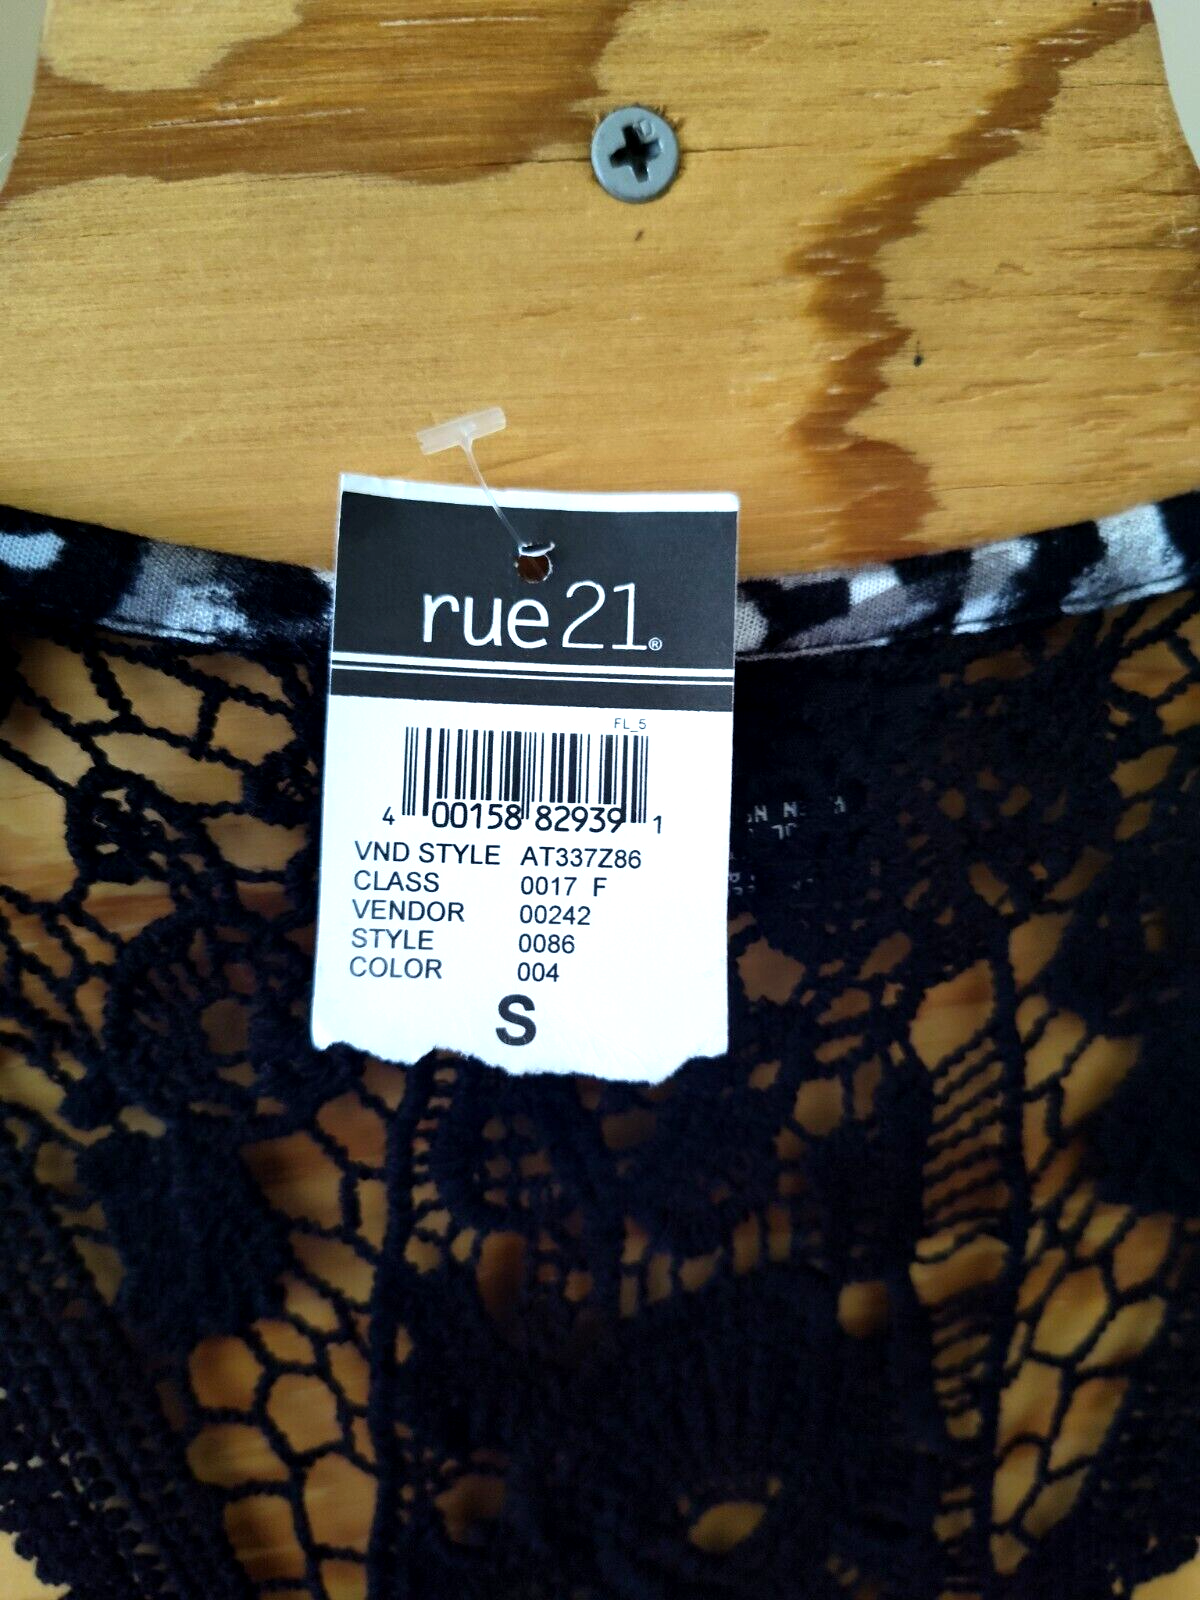 rue21®
FL_5
4 00158 82939 1
VND STYLE AT337Z86
CLASS 0017 F
VENDOR 00242
STYLE 0086
COLOR 004
S